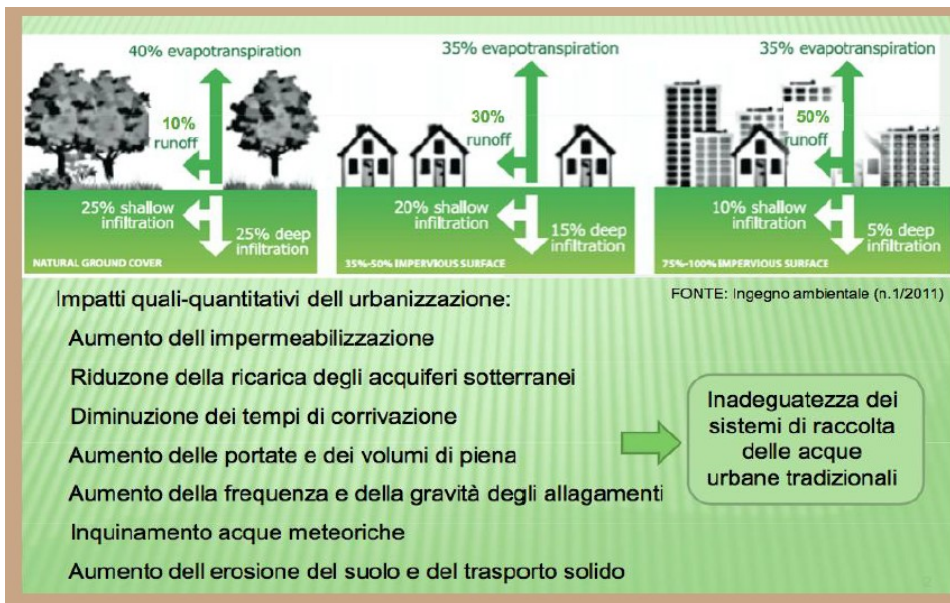 40% evapotranspiration
10%
runoff
25% shallow
infiltration
25% deep
infiltration
NATURAL GROUND COVER
35% evapotranspiration
30%
runoff
20% shallow
infiltration
15% deep
infiltration
35%-50% IMPERVIOUS SURFACE
35% evapotranspiration
50%
runoff
10% shallow
infiltration
5% deep
infiltration
75%-100% IMPERVIOUS SURFACE
FONTE: Ingegno ambientale (n.1/2011)
Impatti quali-quantitativi dell urbanizzazione:
Aumento dell impermeabilizzazione
Riduzone della ricarica degli acquiferi sotterranei
Diminuzione dei tempi di corrivazione
Aumento delle portate e dei volumi di piena
Aumento della frequenza e della gravità degli allagamenti
Inquinamento acque meteoriche
Aumento dell erosione del suolo e del trasporto solido
Inadeguatezza dei
sistemi di raccolta
delle acque
urbane tradizionali